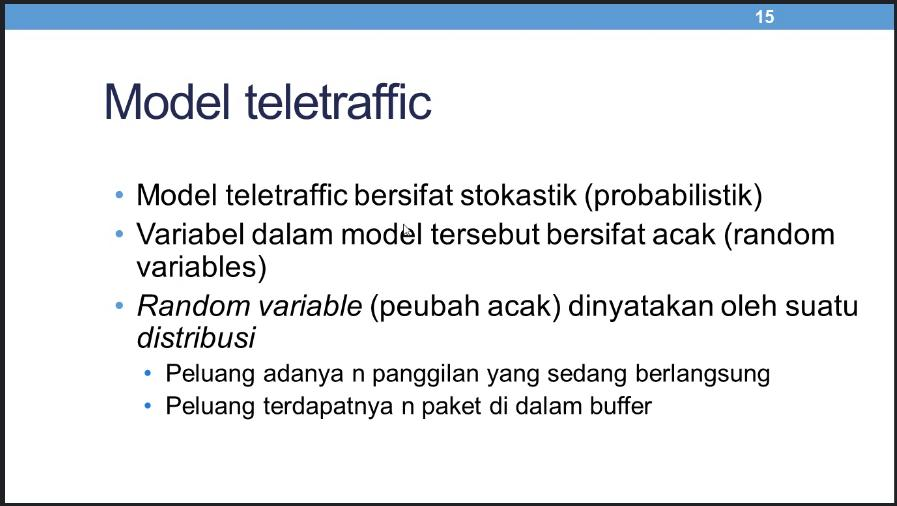 15
Model teletraffic
• Model teletraffic bersifat stokastik (probabilistik)
• Variabel dalam model tersebut bersifat acak (random
variables)
• Random variable (peubah acak) dinyatakan oleh suatu
distribusi
• Peluang adanya n panggilan yang sedang berlangsung
• Peluang terdapatnya n paket di dalam buffer